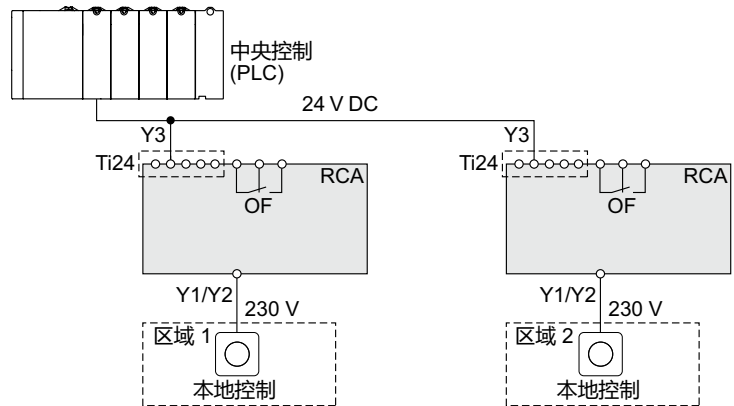 中央控制
(PLC)
24 V DC
Y3
Y3
Ti24
RCA
Ti24
RCA
OF
OF
Y1/Y2
230 V
Y1/Y2
230 V
区域 1
区域 2
本地控制
本地控制